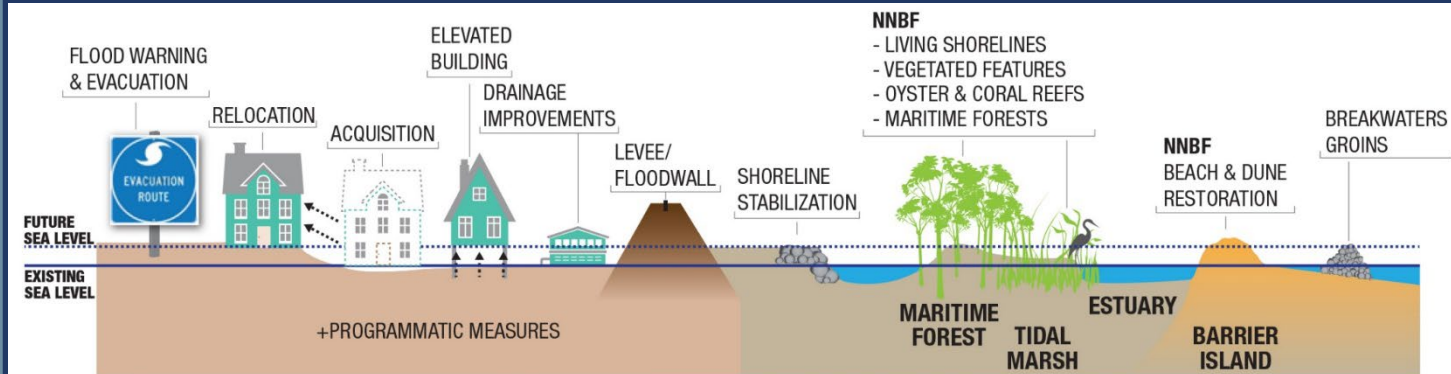 FLOOD WARNING
& EVACUATION
RELOCATION
ACQUISITION
ELEVATED
BUILDING
DRAINAGE
IMPROVEMENTS
LEVEE/
FLOODWALL
SHORELINE
STABILIZATION
NNBF
- LIVING SHORELINES
- VEGETATED FEATURES
- OYSTER & CORAL REEFS
- MARITIME FORESTS
NNBF
BEACH & DUNE
RESTORATION
BREAKWATERS
GROINS
EVACUATION
ROUTE
FUTURE
SEA LEVEL
EXISTING
SEA LEVEL
+PROGRAMMATIC MEASURES
MARITIME
FOREST
TIDAL
MARSH
ESTUARY
BARRIER
ISLAND